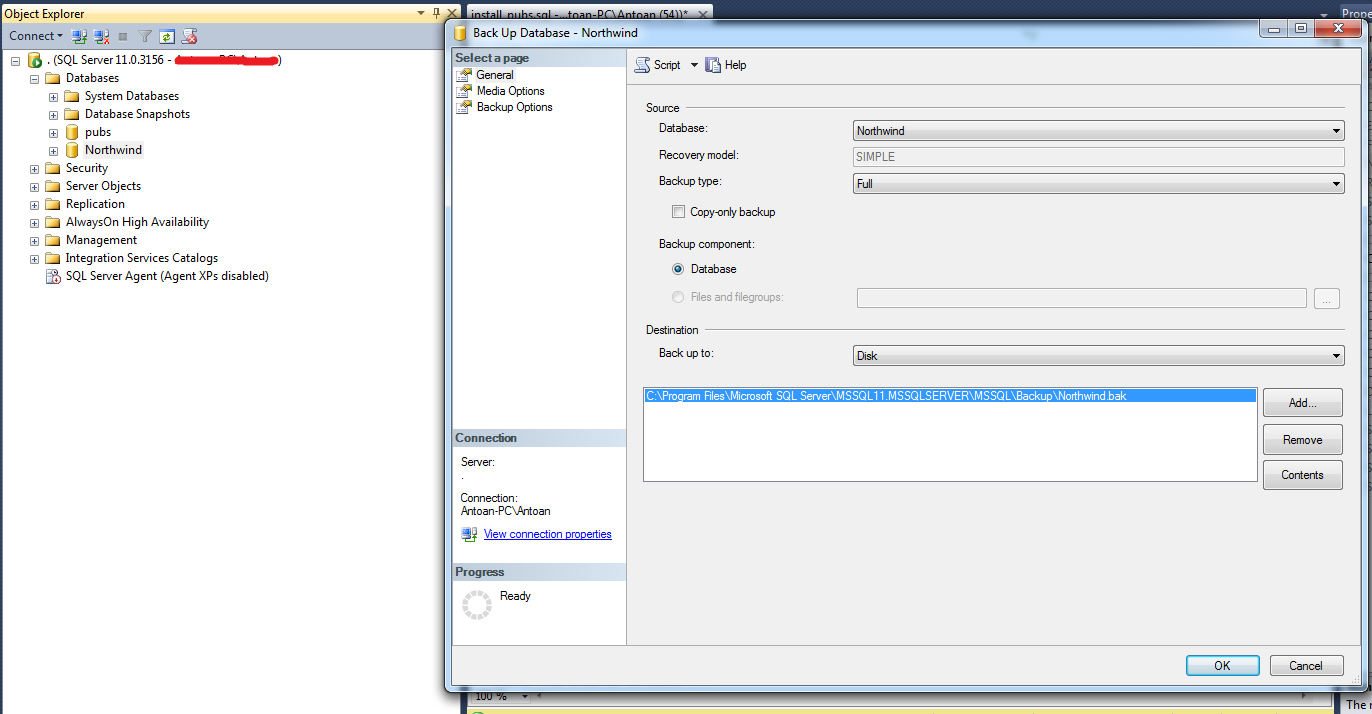 Object Explorer
Connect
. (SQL Server 11.0.3156 - )
Databases
System Databases
Database Snapshots
pubs
Northwind
Security
Server Objects
Replication
AlwaysOn High Availability
Management
Integration Services Catalogs
SQL Server Agent (Agent XPs disabled)
install_pubs.sql -...toan-PC\Antoan (54))*
Prope
Back Up Database - Northwind
Select a page
General
Media Options
Backup Options
Script
Help
Source
Database:
Northwind
Recovery model:
SIMPLE
Backup type:
Full
Copy-only backup
Backup component:
Database
Files and filegroups:
...
Destination
Back up to:
Disk
C:\Program Files\Microsoft SQL Server\MSSQL11.MSSQLSERVER\MSSQL\Backup\Northwind.bak
Add...
Remove
Contents
Connection
Server:
.
Connection:
Antoan-PC\Antoan
View connection properties
Progress
Ready
OK
Cancel
100 %